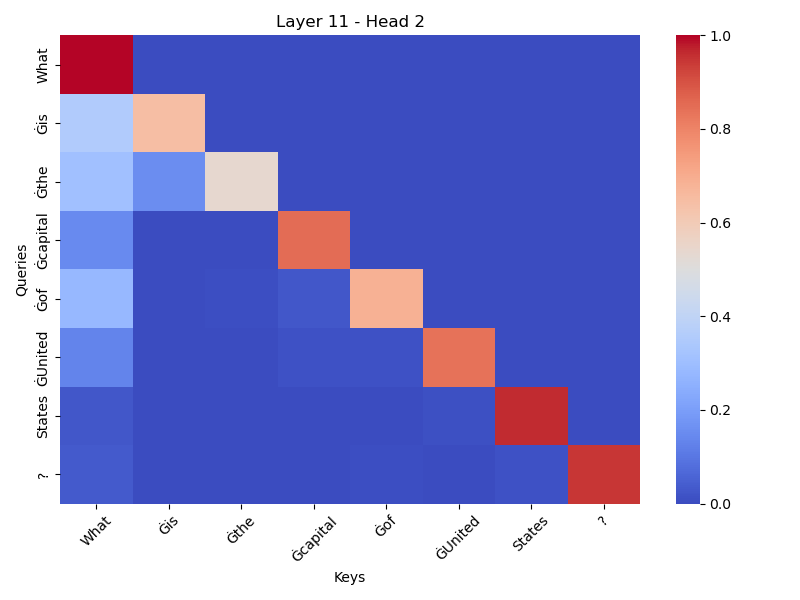 Layer 11 - Head 2
Queries
What
Ġis
Ġthe
Ġcapital
Ġof
ĠUnited
States
?
What
Ġis
Ġthe
Ġcapital
Ġof
ĠUnited
States
?
Keys
1.0
0.8
0.6
0.4
0.2
0.0